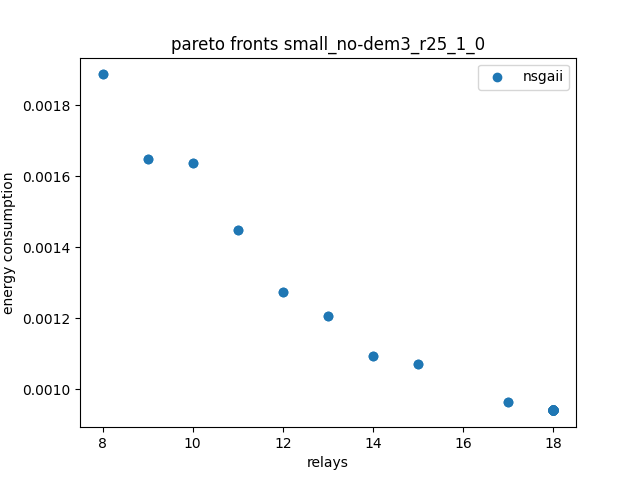 pareto fronts small_no-dem3_r25_1_0
nsgaii
0.0018
0.0016
0.0014
0.0012
0.0010
energy consumption
8
10
12
14
16
18
relays